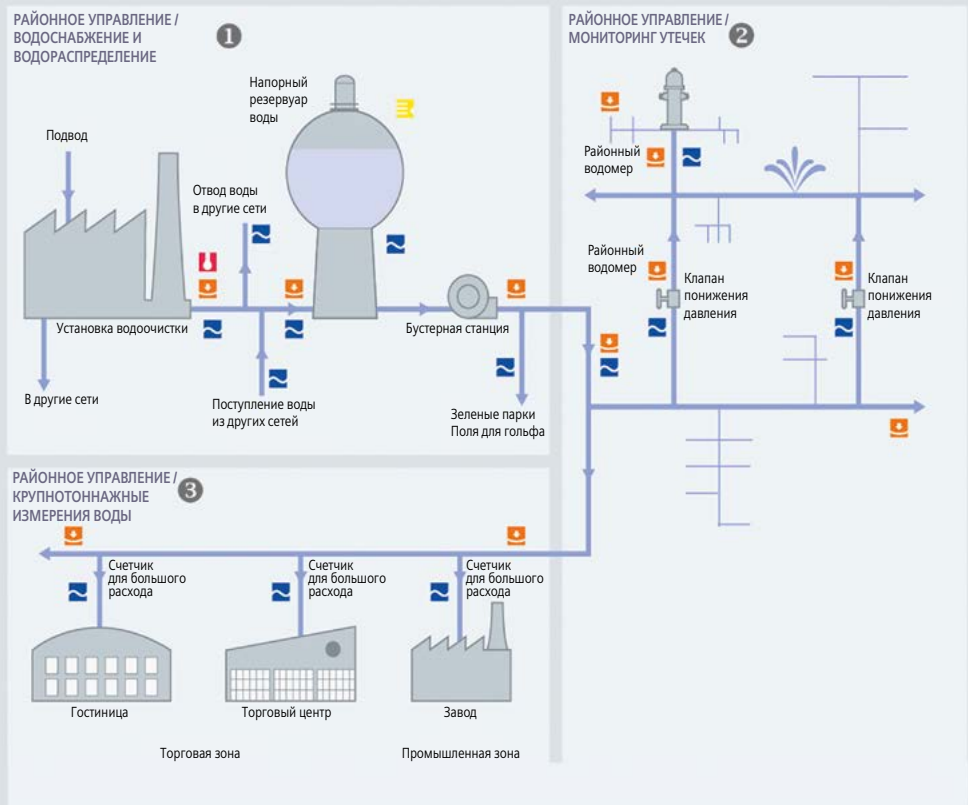 РАЙОННОЕ УПРАВЛЕНИЕ /
ВОДОСНАБЖЕНИЕ И
ВОДОРАСПРЕДЕЛЕНИЕ
1
Напорный
резервуар
воды
Подвод
Отвод воды
в другие сети
Установка водоочистки
Бустерная станция
В другие сети
Поступление воды
из других сетей
Зеленые парки
Поля для гольфа
РАЙОННОЕ УПРАВЛЕНИЕ /
МОНИТОРИНГ УТЕЧЕК
2
Районный
водомер
Районный
водомер
Клапан
понижения
давления
Клапан
понижения
давления
РАЙОННОЕ УПРАВЛЕНИЕ /
КРУПНОТОННАЖНЫЕ
ИЗМЕРЕНИЯ ВОДЫ
3
Счетчик
для большого
расхода
Счетчик
для большого
расхода
Счетчик
для большого
расхода
Гостиница
Торговый центр
Завод
Торговая зона
Промышленная зона